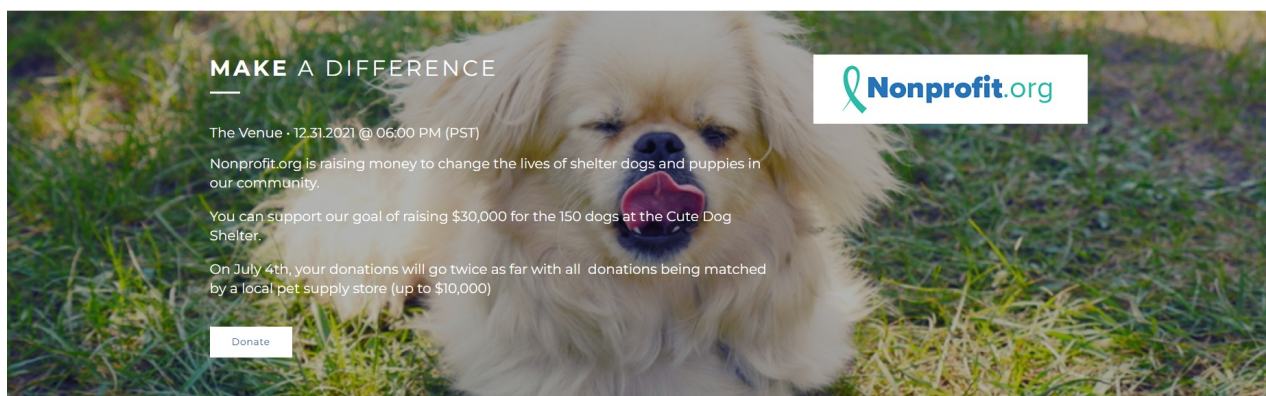 MAKE A DIFFERENCE
The Venue • 12.31.2021 @ 06:00 PM (PST)
Nonprofit.org is raising money to change the lives of shelter dogs and puppies in
our community.
You can support our goal of raising $30,000 for the 150 dogs at the Cute Dog
Shelter.
On July 4th, your donations will go twice as far with all  donations being matched
by a local pet supply store (up to $10,000)
Donate
Nonprofit.org